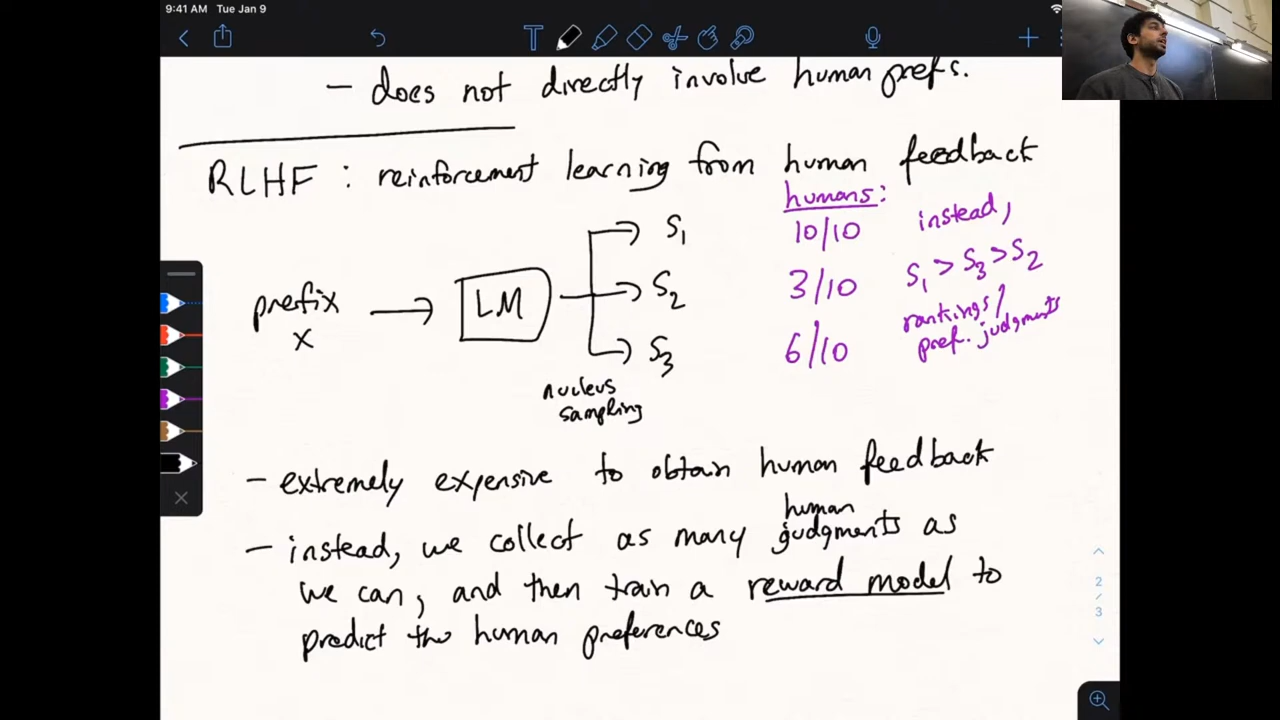 9:41 AM Tue Jan 9
- does not directly involve human prefs.
RLHF : reinforcement learning from human feedback
humans:
S1 10/10 instead,
S2 3/10 S1 > S3 > S2
prefix x → LM
S3 6/10 rankings/
pref. judgments
nucleus
sampling
- extremely expensive to obtain human feedback
human
- instead, we collect as many judgments as
we can, and then train a reward model to
predict the human preferences
2
/
3